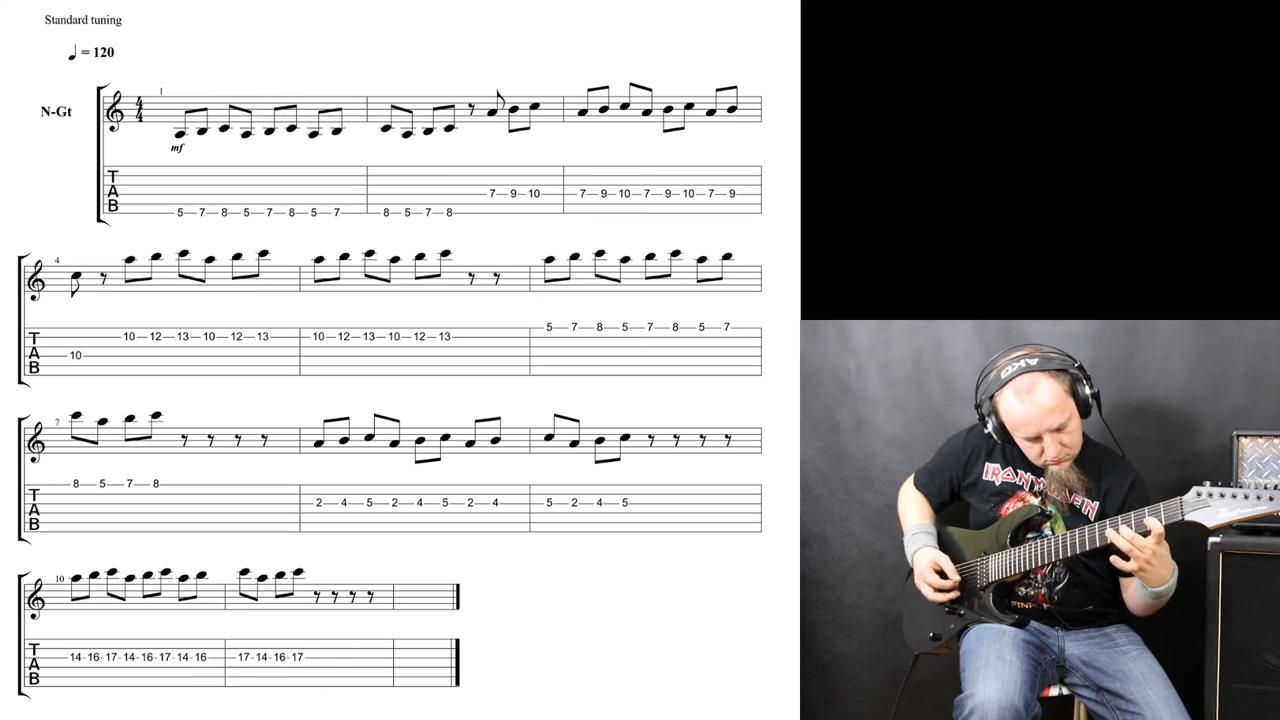 Standard tuning
♩ = 120
N-Gt
1
4
4
mf
T
A
B
5 7 8 5 7 8 5 7 8 5 7 8 7 9 10 7 9 10 7 9 10 7 9
4
T
A
B
10 10 12 13 10 12 13 10 12 13 10 12 13 5 7 8 5 7 8 5 7
7
T
A
B
8 5 7 8 2 4 5 2 4 5 2 4 5 2 4 5
10
T
A
B
14 16 17 14 16 17 14 16 17 14 16 17
AKG
IRON MAIDEN